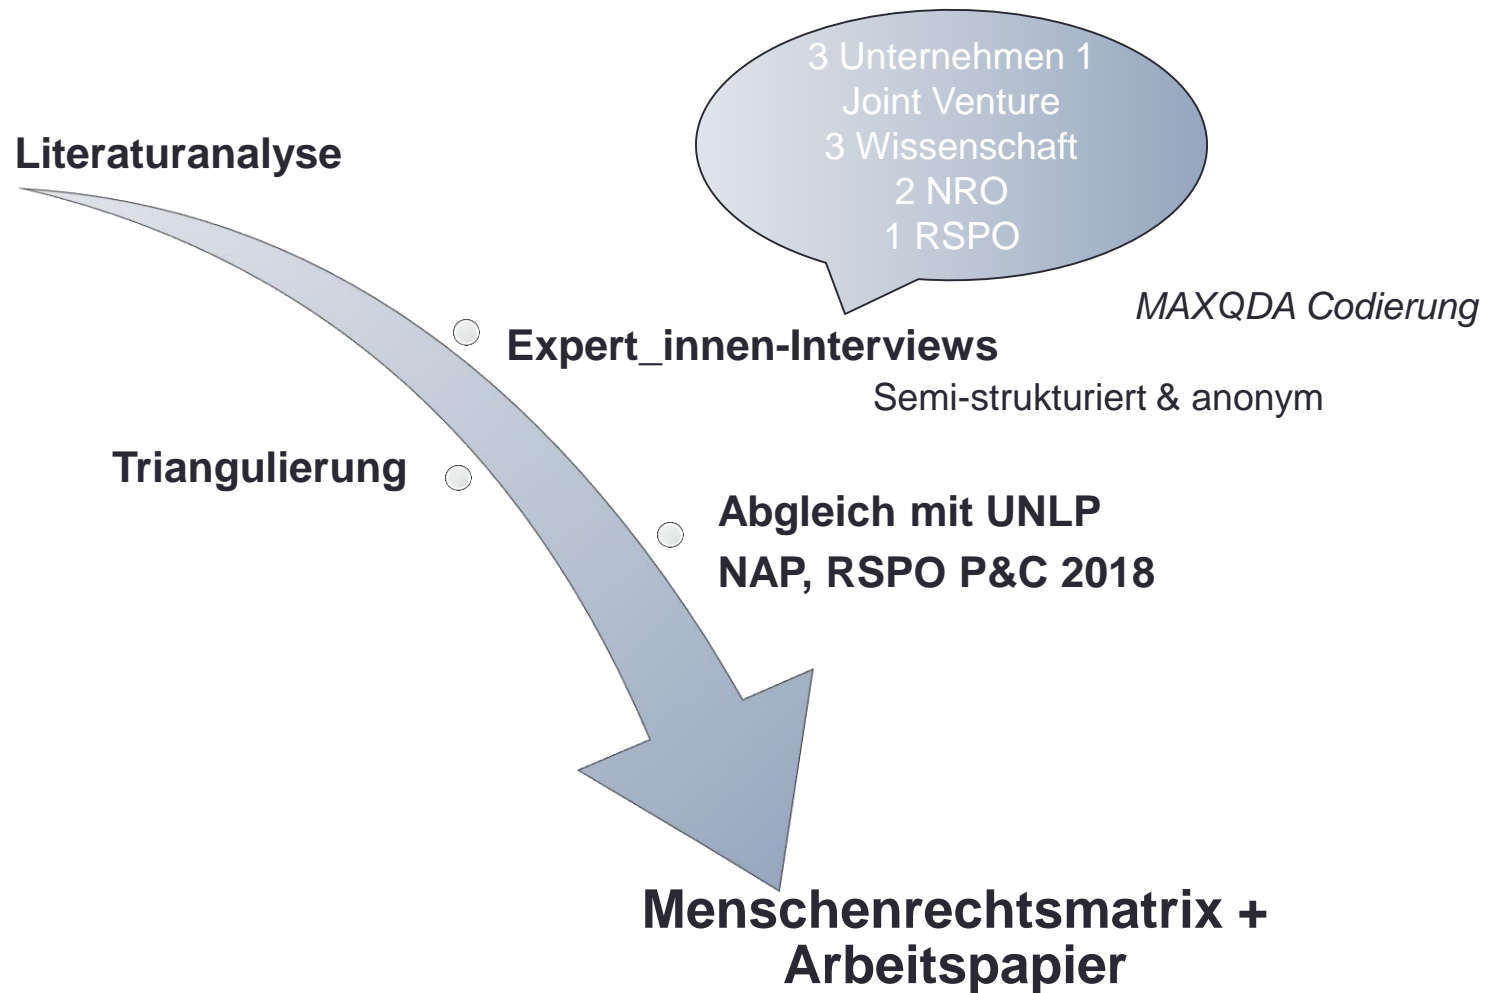 3 Unternehmen 1
Joint Venture
3 Wissenschaft
2 NRO
1 RSPO
Literaturanalyse
MAXQDA Codierung
Expert_innen-Interviews
Semi-strukturiert & anonym
Triangulierung
Abgleich mit UNLP
NAP, RSPO P&C 2018
Menschenrechtsmatrix +
Arbeitspapier